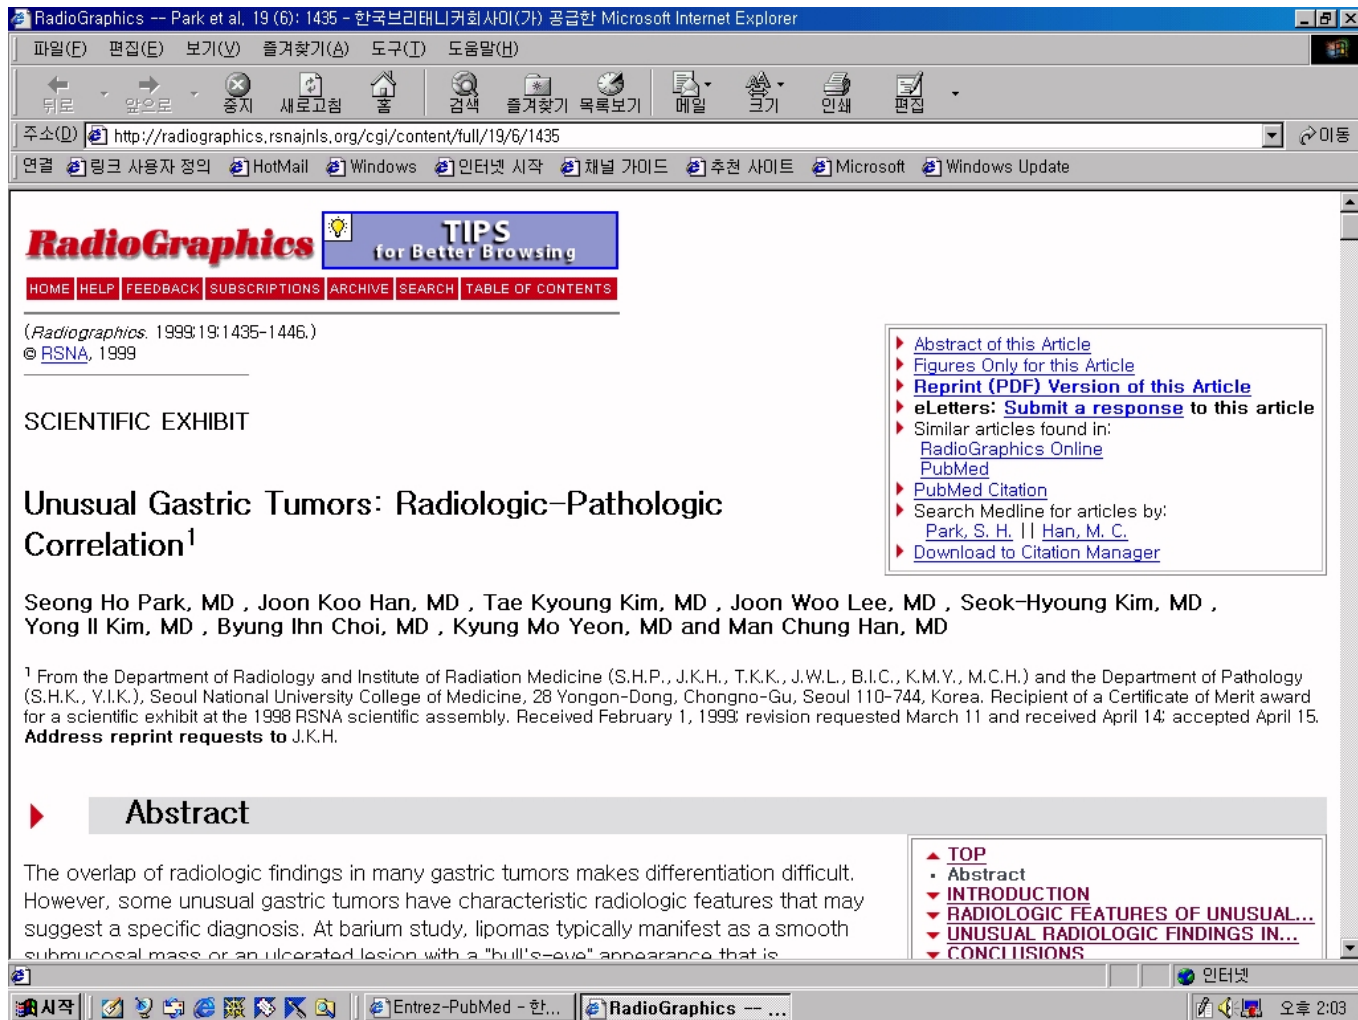 RadioGraphics -- Park et al, 19 (6): 1435 - 한국브리태니커회사이(가) 공급한 Microsoft Internet Explorer
파일(F) 편집(E) 보기(V) 즐겨찾기(A) 도구(T) 도움말(H)
뒤로 앞으로 중지 새로고침 홈 검색 즐겨찾기 목록보기 메일 크기 인쇄 편집
주소(D) http://radiographics.rsnajnls.org/cgi/content/full/19/6/1435 이동
연결 링크 사용자 정의 HotMail Windows 인터넷 시작 채널 가이드 추천 사이트 Microsoft Windows Update
RadioGraphics
TIPS
for Better Browsing
HOME HELP FEEDBACK SUBSCRIPTIONS ARCHIVE SEARCH TABLE OF CONTENTS
(Radiographics. 1999;19:1435-1446.)
© RSNA, 1999
Abstract of this Article
Figures Only for this Article
Reprint (PDF) Version of this Article
eLetters: Submit a response to this article
Similar articles found in:
RadioGraphics Online
PubMed
PubMed Citation
Search Medline for articles by:
Park, S. H. || Han, M. C.
Download to Citation Manager
SCIENTIFIC EXHIBIT
Unusual Gastric Tumors: Radiologic-Pathologic
Correlation1
Seong Ho Park, MD , Joon Koo Han, MD , Tae Kyoung Kim, MD , Joon Woo Lee, MD , Seok-Hyoung Kim, MD ,
Yong Il Kim, MD , Byung Ihn Choi, MD , Kyung Mo Yeon, MD and Man Chung Han, MD
1 From the Department of Radiology and Institute of Radiation Medicine (S.H.P., J.K.H., T.K.K., J.W.L., B.I.C., K.M.Y., M.C.H.) and the Department of Pathology
(S.H.K., Y.I.K.), Seoul National University College of Medicine, 28 Yongon-Dong, Chongno-Gu, Seoul 110-744, Korea. Recipient of a Certificate of Merit award
for a scientific exhibit at the 1998 RSNA scientific assembly. Received February 1, 1999; revision requested March 11 and received April 14; accepted April 15.
Address reprint requests to J.K.H.
Abstract
The overlap of radiologic findings in many gastric tumors makes differentiation difficult.
However, some unusual gastric tumors have characteristic radiologic features that may
suggest a specific diagnosis. At barium study, lipomas typically manifest as a smooth
submucosal mass or an ulcerated lesion with a "bull's-eye" appearance that is
TOP
Abstract
INTRODUCTION
RADIOLOGIC FEATURES OF UNUSUAL...
UNUSUAL RADIOLOGIC FINDINGS IN...
CONCLUSIONS
인터넷
시작 Entrez-PubMed - 한... RadioGraphics -- ... 오후 2:03